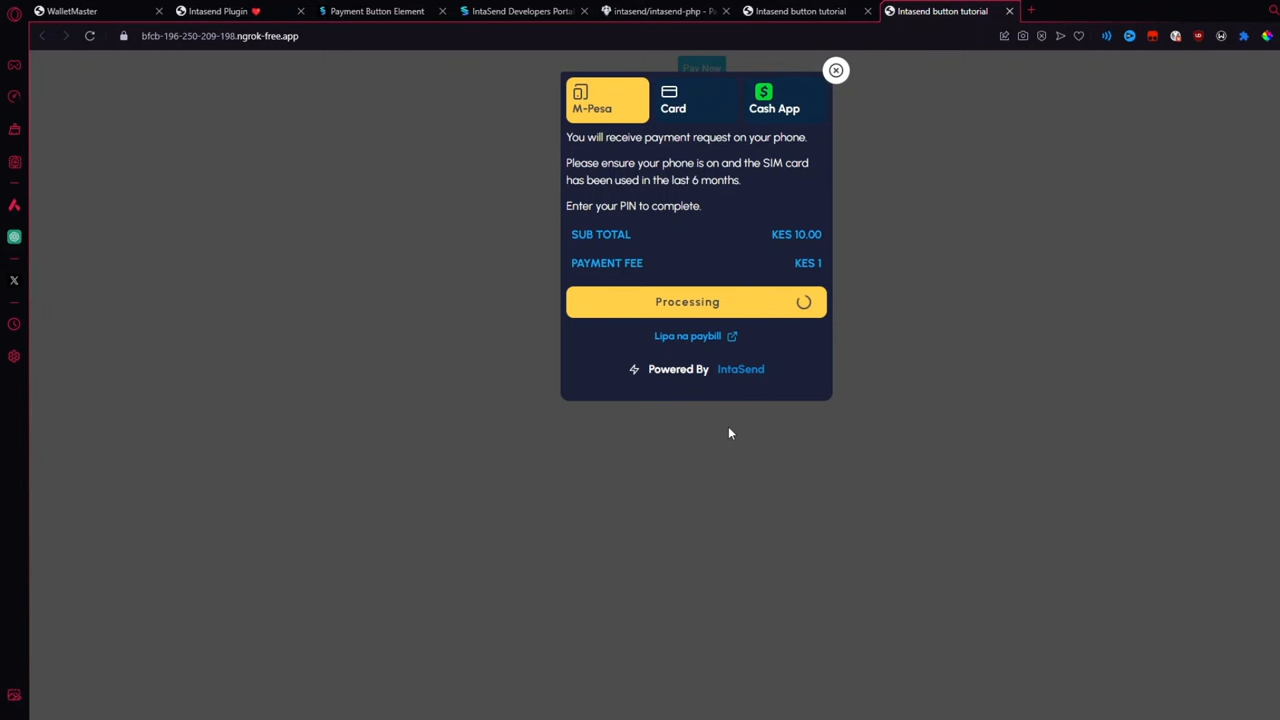 WalletMaster
Intasend Plugin
Payment Button Element
IntaSend Developers Porta
intasend/intasend-php - P
Intasend button tutorial
Intasend button tutorial
bfcb-196-250-209-198.ngrok-free.app
Pay Now
M-Pesa
Card
Cash App
You will receive payment request on your phone.
Please ensure your phone is on and the SIM card
has been used in the last 6 months.
Enter your PIN to complete.
SUB TOTAL KES 10.00
PAYMENT FEE KES 1
Processing
Lipa na paybill
Powered By IntaSend